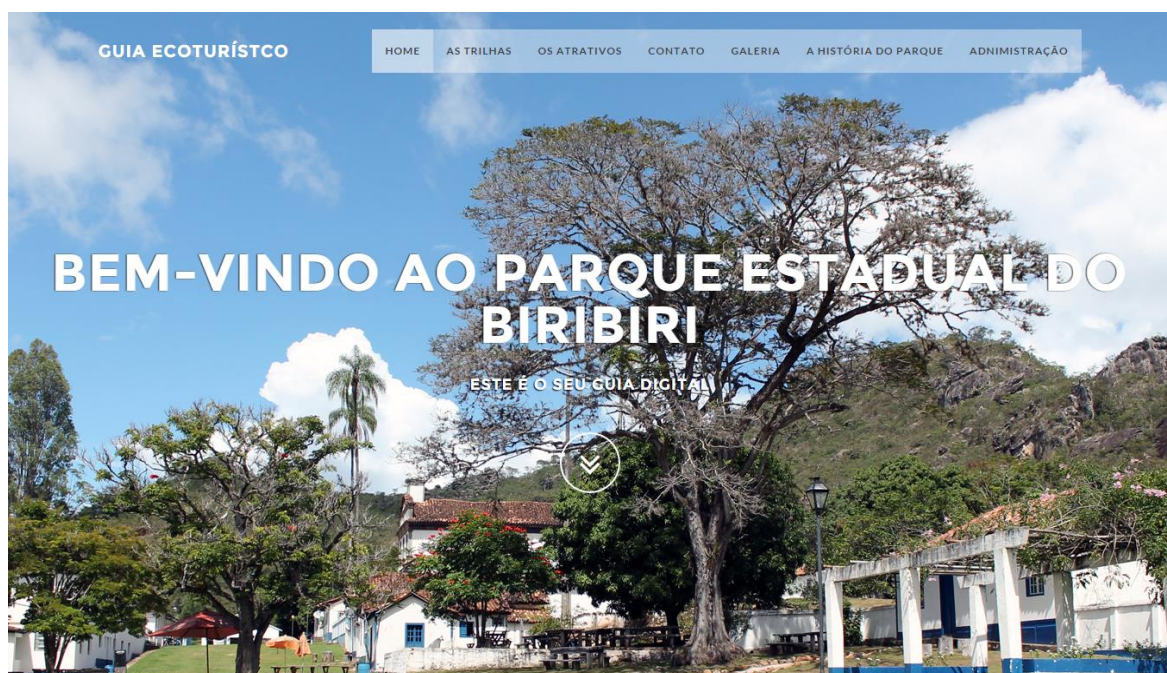 GUIA ECOTURÍSTCO
HOME AS TRILHAS OS ATRATIVOS CONTATO GALERIA A HISTÓRIA DO PARQUE ADNIMISTRAÇÃO
BEM-VINDO AO PARQUE ESTADUAL DO
BIRIBIRI
ESTE É O SEU GUIA DIGITAL